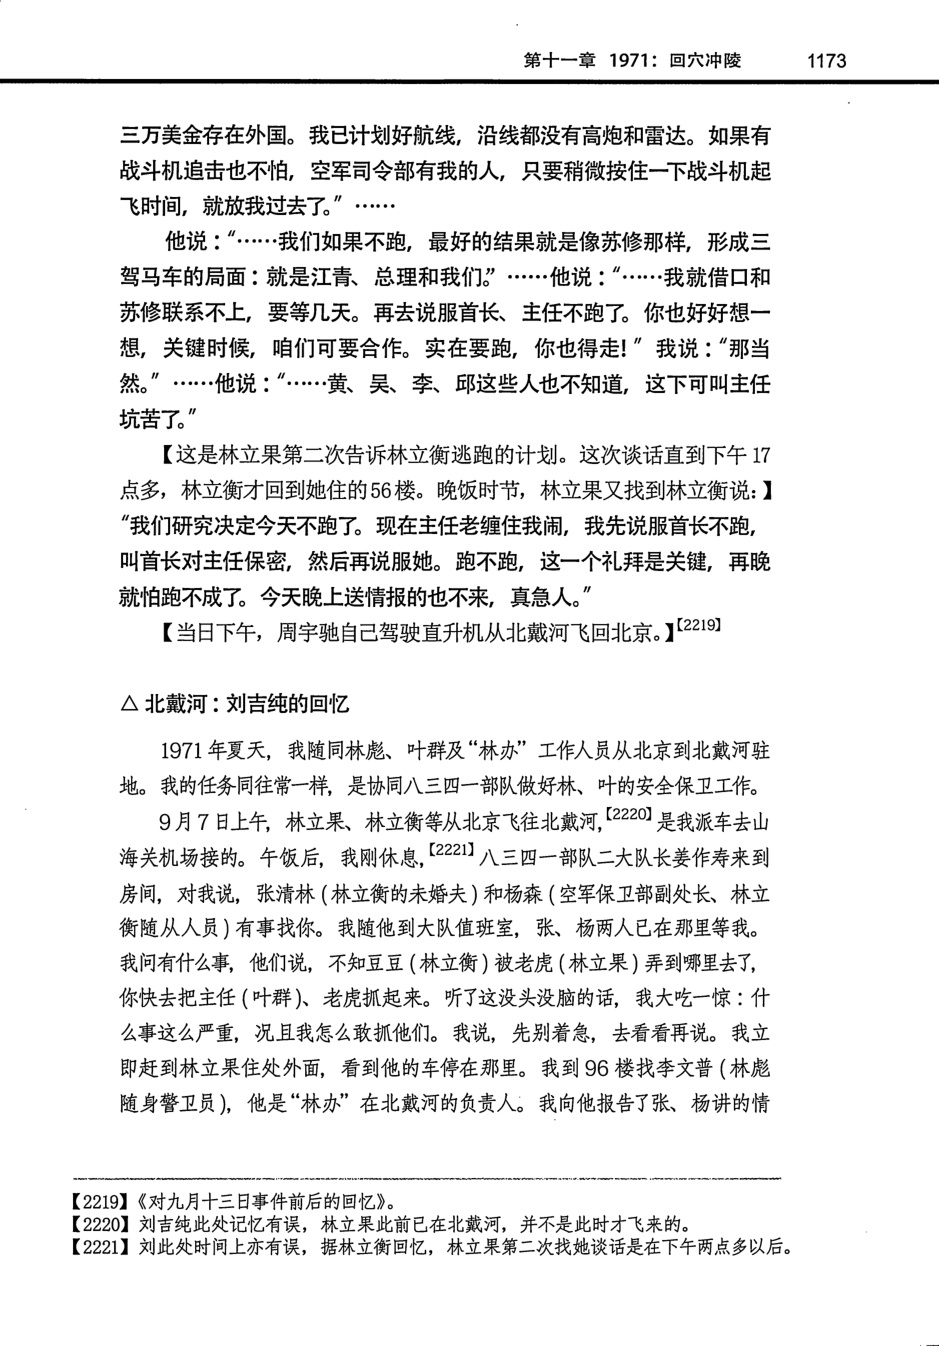 第十一章 1971：回穴冲陵 1173
三万美金存在外国。我已计划好航线，沿线都没有高炮和雷达。如果有
战斗机追击也不怕，空军司令部有我的人，只要稍微按住一下战斗机起
飞时间，就放我过去了。”……
他说：“……我们如果不跑，最好的结果就是像苏修那样，形成三
驾马车的局面：就是江青、总理和我们。”……他说：“……我就借口和
苏修联系不上，要等几天。再去说服首长、主任不跑了。你也好好想一
想，关键时候，咱们可要合作。实在要跑，你也得走！”我说：“那当
然。”……他说：“……黄、吴、李、邱这些人也不知道，这下可叫主任
坑苦了。”
【这是林立果第二次告诉林立衡逃跑的计划。这次谈话直到下午 17
点多，林立衡才回到她住的56楼。晚饭时节，林立果又找到林立衡说：】
“我们研究决定今天不跑了。现在主任老缠住我闹，我先说服首长不跑，
叫首长对主任保密，然后再说服她。跑不跑，这一个礼拜是关键，再晚
就怕跑不成了。今天晚上送情报的也不来，真急人。”
【当日下午，周宇驰自己驾驶直升机从北戴河飞回北京。】【2219】
△ 北戴河：刘吉纯的回忆
1971 年夏天，我随同林彪、叶群及“林办”工作人员从北京到北戴河驻
地。我的任务同往常一样，是协同八三四一部队做好林、叶的安全保卫工作。
9 月 7 日上午，林立果、林立衡等从北京飞往北戴河，【2220】是我派车去山
海关机场接的。午饭后，我刚休息，【2221】八三四一部队二大队长姜作寿来到
房间，对我说，张清林（林立衡的未婚夫）和杨森（空军保卫部副处长、林立
衡随从人员）有事找你。我随他到大队值班室，张、杨两人已在那里等我。
我问有什么事，他们说，不知豆豆（林立衡）被老虎（林立果）弄到哪里去了，
你快去把主任（叶群）、老虎抓起来。听了这没头没脑的话，我大吃一惊：什
么事这么严重，况且我怎么敢抓他们。我说，先别着急，去看看再说。我立
即赶到林立果住处外面，看到他的车停在那里。我到 96 楼找李文普（林彪
随身警卫员），他是“林办”在北戴河的负责人。我向他报告了张、杨讲的情
【2219】《对九月十三日事件前后的回忆》。
【2220】刘吉纯此处记忆有误，林立果此前已在北戴河，并不是此时才飞来的。
【2221】刘此处时间上亦有误，据林立衡回忆，林立果第二次找她谈话是在下午两点多以后。